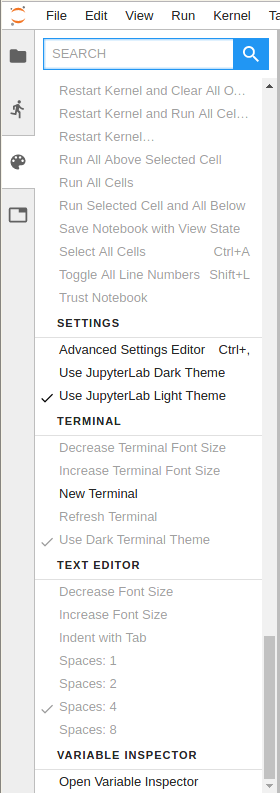 File Edit View Run Kernel
SEARCH
Restart Kernel and Clear All O…
Restart Kernel and Run All Cel…
Restart Kernel…
Run All Above Selected Cell
Run All Cells
Run Selected Cell and All Below
Save Notebook with View State
Select All Cells Ctrl+A
Toggle All Line Numbers Shift+L
Trust Notebook
SETTINGS
Advanced Settings Editor Ctrl+,
Use JupyterLab Dark Theme
Use JupyterLab Light Theme
TERMINAL
Decrease Terminal Font Size
Increase Terminal Font Size
New Terminal
Refresh Terminal
Use Dark Terminal Theme
TEXT EDITOR
Decrease Font Size
Increase Font Size
Indent with Tab
Spaces: 1
Spaces: 2
Spaces: 4
Spaces: 8
VARIABLE INSPECTOR
Open Variable Inspector